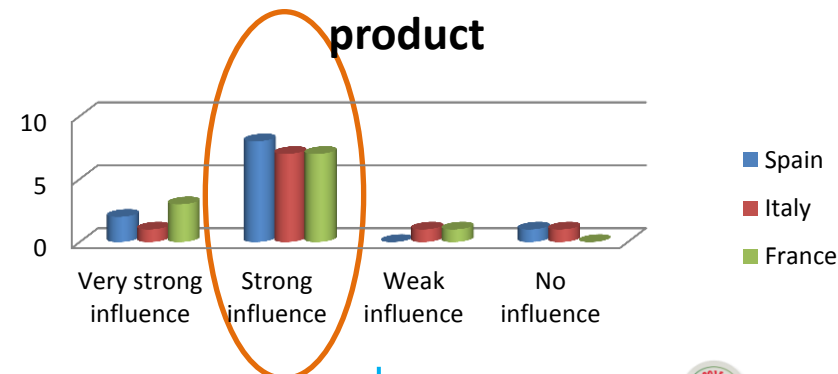 product
10
5
0
Very strong influence
Strong influence
Weak influence
No influence
Spain
Italy
France